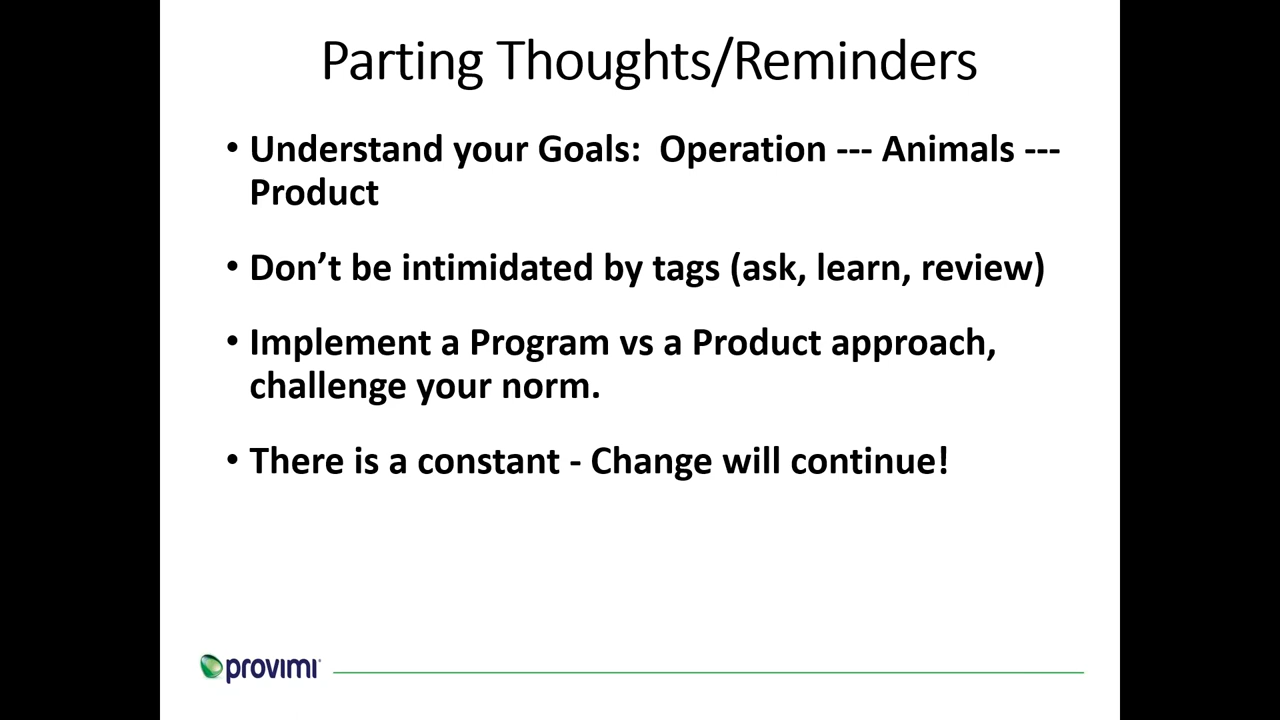 Parting Thoughts/Reminders
• Understand your Goals:  Operation --- Animals ---
Product
• Don’t be intimidated by tags (ask, learn, review)
• Implement a Program vs a Product approach,
challenge your norm.
• There is a constant - Change will continue!
provimi